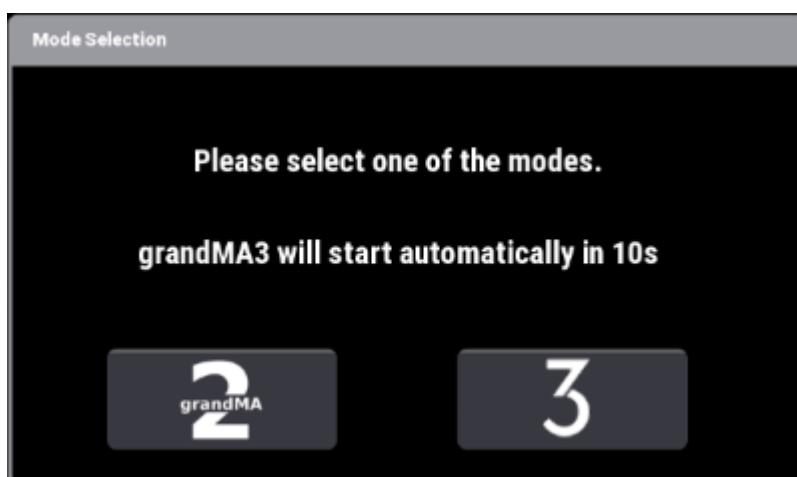 Mode Selection
Please select one of the modes.
grandMA3 will start automatically in 10s
2
grandMA
3